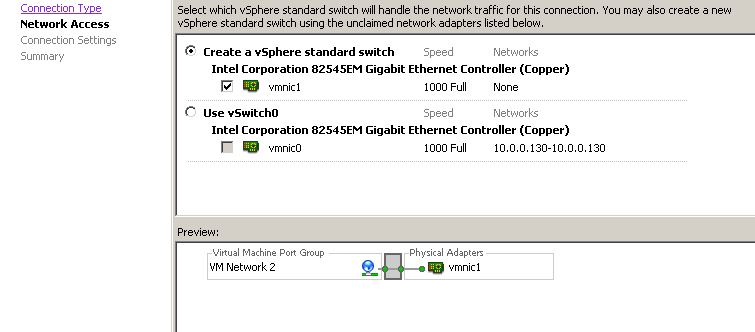 Connection Type
Network Access
Connection Settings
Summary
Select which vSphere standard switch will handle the network traffic for this connection. You may also create a new
vSphere standard switch using the unclaimed network adapters listed below.
Create a vSphere standard switch Speed Networks
Intel Corporation 82545EM Gigabit Ethernet Controller (Copper)
vmnic1 1000 Full None
Use vSwitch0 Speed Networks
Intel Corporation 82545EM Gigabit Ethernet Controller (Copper)
vmnic0 1000 Full 10.0.0.130-10.0.0.130
Preview:
Virtual Machine Port Group Physical Adapters
VM Network 2 vmnic1